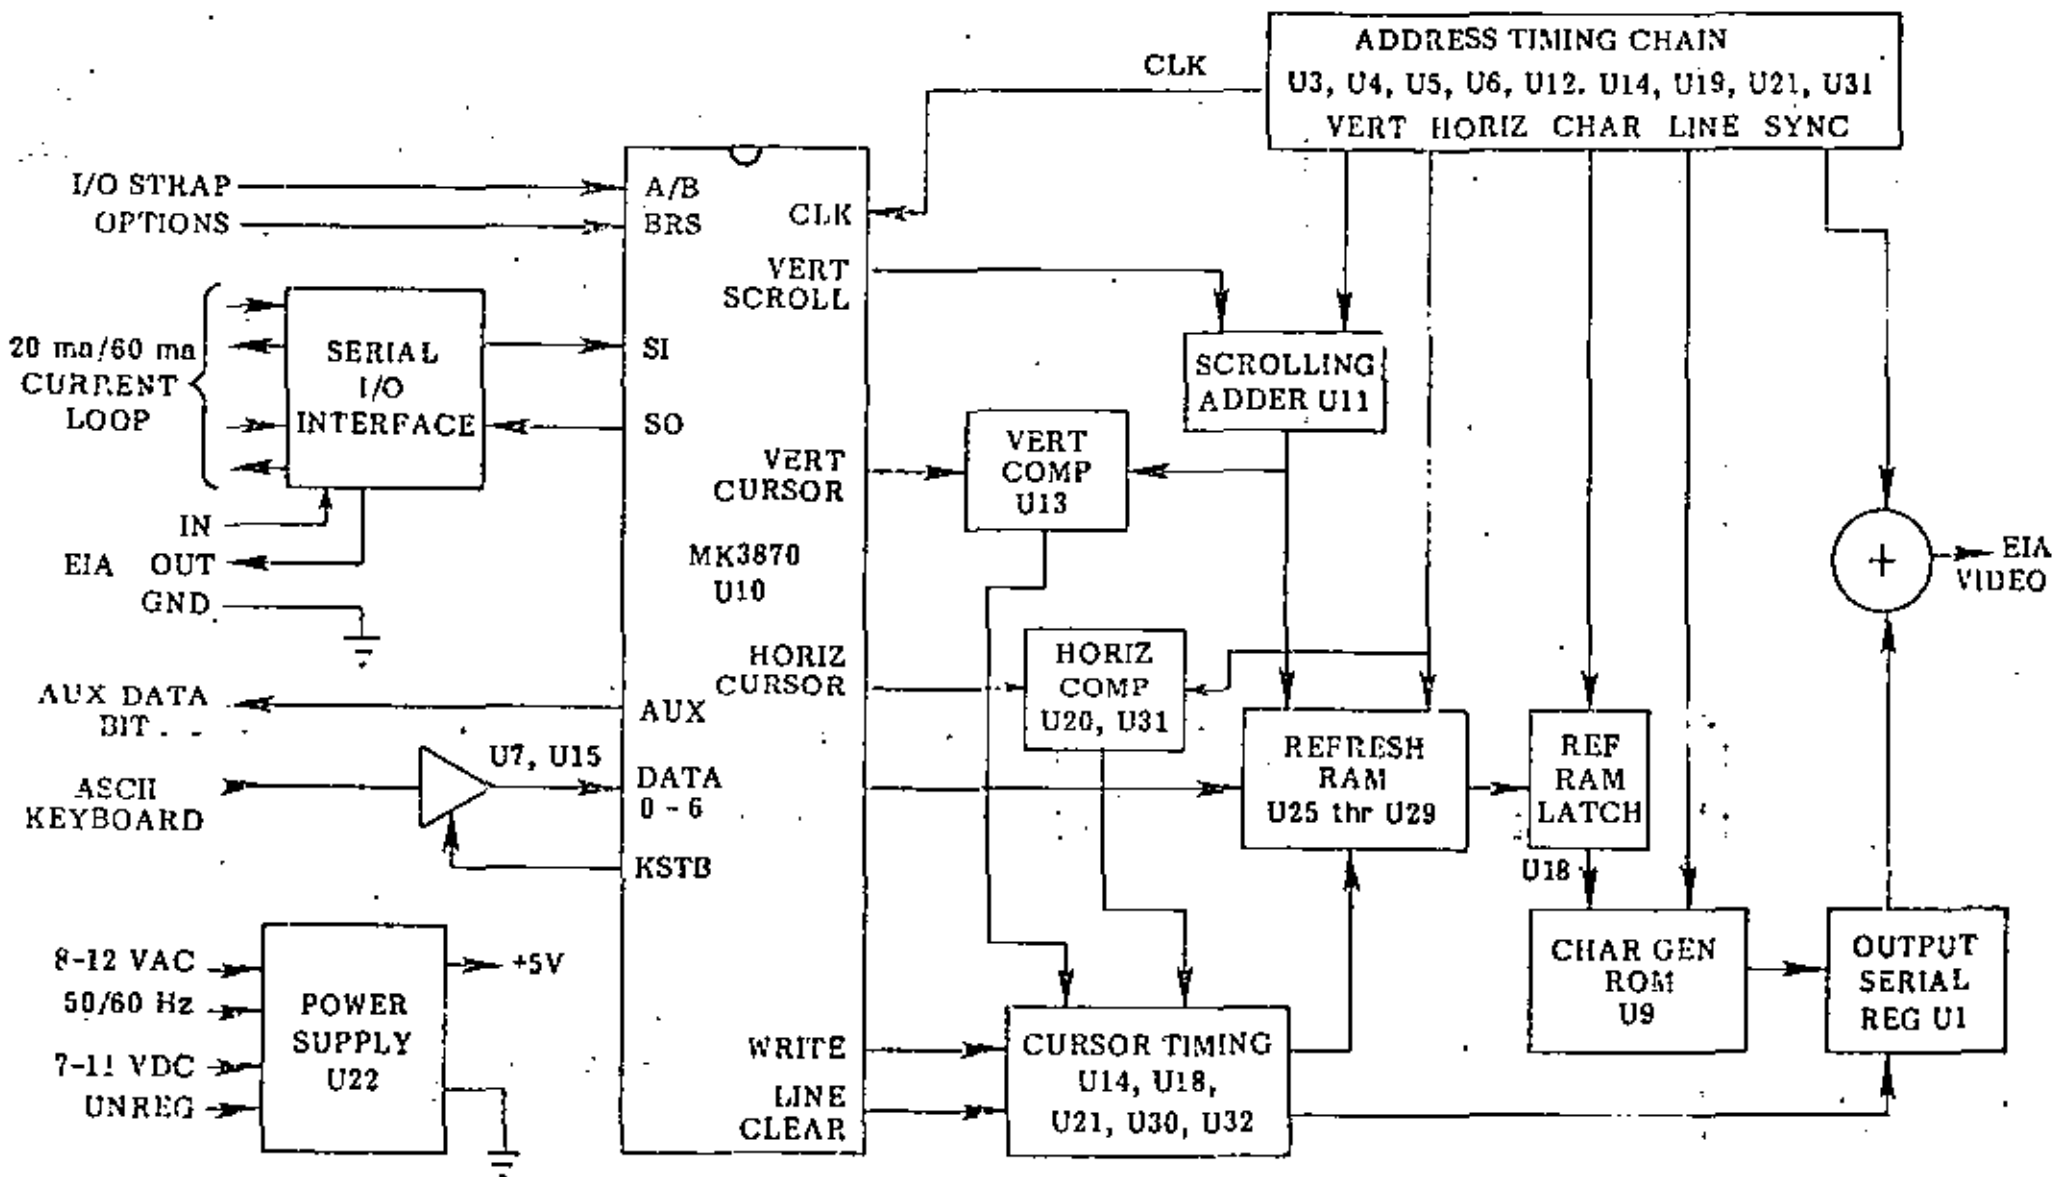 ADDRESS TIMING CHAIN
U3, U4, U5, U6, U12. U14, U19, U21, U31
VERT HORIZ CHAR LINE SYNC
CLK
I/O STRAP
OPTIONS
A/B
BRS
CLK
VERT
SCROLL
20 ma/60 ma
CURRENT
LOOP
SERIAL
I/O
INTERFACE
SI
SO
SCROLLING
ADDER U11
VERT
CURSOR
VERT
COMP
U13
IN
EIA OUT
GND
MK3870
U10
+
EIA
VIDEO
HORIZ
CURSOR
HORIZ
COMP
U20, U31
AUX DATA
BIT
AUX
ASCII
KEYBOARD
U7, U15
DATA
0 - 6
KSTB
REFRESH
RAM
U25 thr U29
REF
RAM
LATCH
U18
8-12 VAC
50/60 Hz
7-11 VDC
UNREG
POWER
SUPPLY
U22
+5V
WRITE
LINE
CLEAR
CURSOR TIMING
U14, U18,
U21, U30, U32
CHAR GEN
ROM
U9
OUTPUT
SERIAL
REG U1